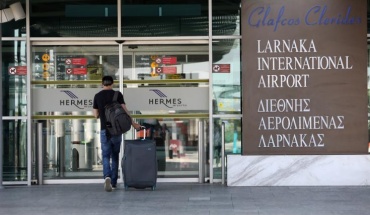 Glafcos Clerides
LARNAKA
INTERNATIONAL
AIRPORT
ΔΙΕΘΝΗΣ
ΑΕΡΟΛΙΜΕΝΑΣ
ΛΑΡΝΑΚΑΣ
HERMES
HERMES